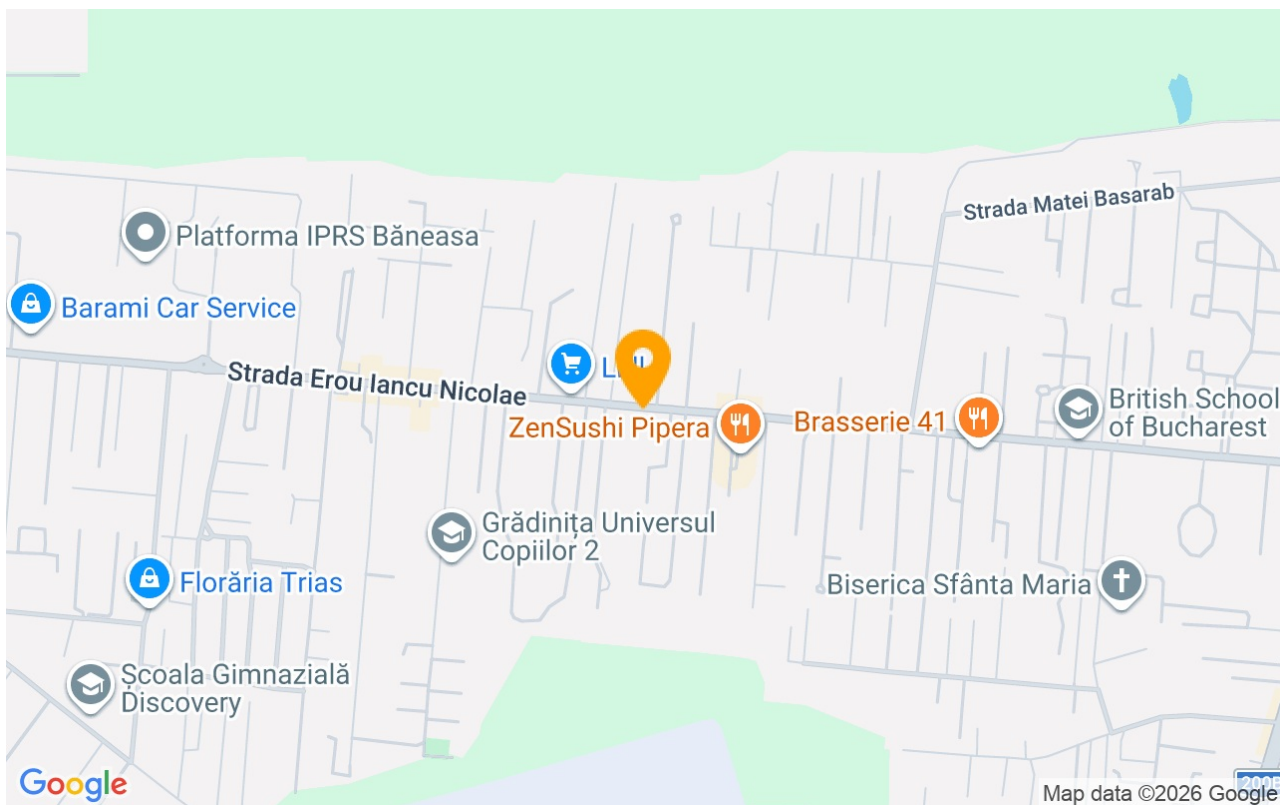 Strada Matei Basarab
Platforma IPRS Băneasa
Barami Car Service
Strada Erou Iancu Nicolae
ZenSushi Pipera
Brasserie 41
British School
of Bucharest
Grădinița Universul
Copiilor 2
Florăria Trias
Biserica Sfânta Maria
Școala Gimnazială
Discovery
Google
Map data ©2026 Google